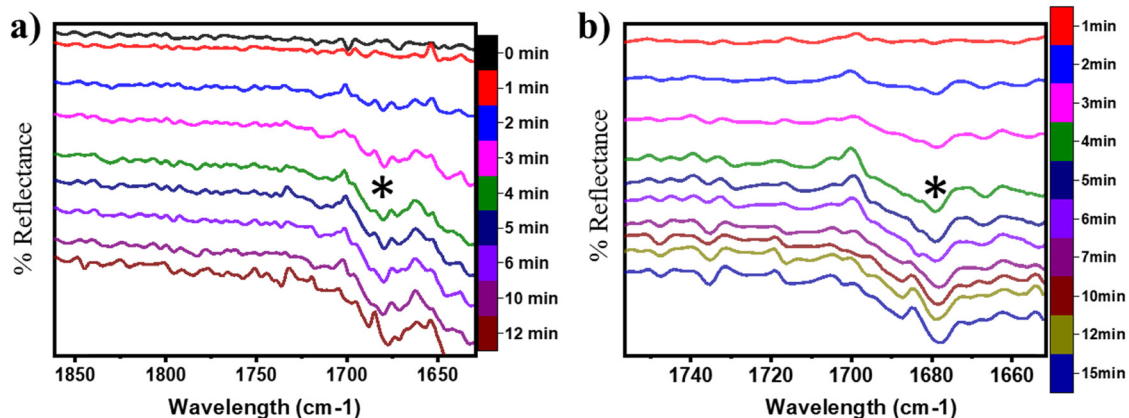 a)
% Reflectance
*
0 min
1 min
2 min
3 min
4 min
5 min
6 min
10 min
12 min
1850 1800 1750 1700 1650
Wavelength (cm-1)
b)
% Reflectance
*
1min
2min
3min
4min
5min
6min
7min
10min
12min
15min
1740 1720 1700 1680 1660
Wavelength (cm-1)